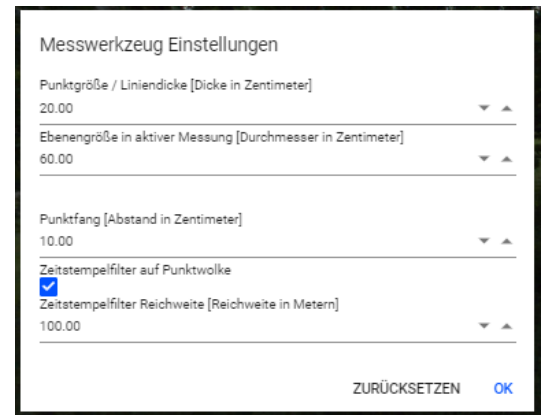 Messwerkzeug Einstellungen
Punktgröße / Liniendicke [Dicke in Zentimeter]
20.00
Ebenengröße in aktiver Messung [Durchmesser in Zentimeter]
60.00
Punktfang [Abstand in Zentimeter]
10.00
Zeitstempelfilter auf Punktwolke
Zeitstempelfilter Reichweite [Reichweite in Metern]
100.00
ZURÜCKSETZEN OK